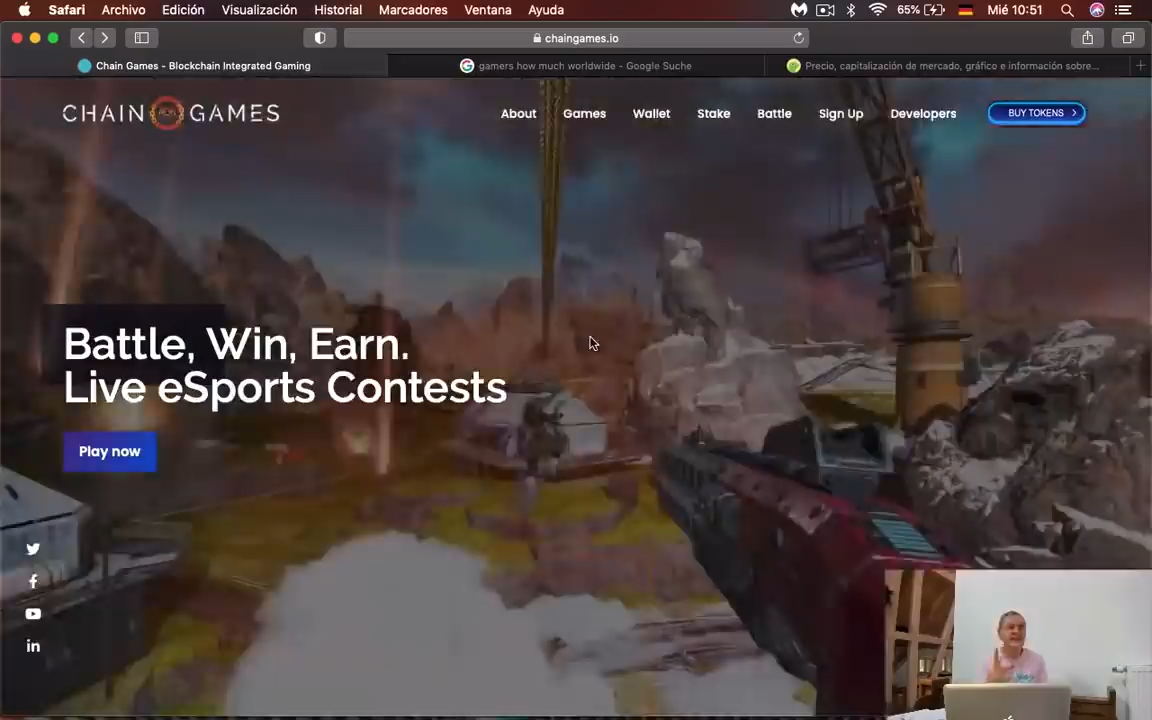 Safari Archivo Edición Visualización Historial Marcadores Ventana Ayuda 65% Mié 10:51
chaingames.io
Chain Games - Blockchain Integrated Gaming
gamers how much worldwide - Google Suche
Precio, capitalización de mercado, gráfico e información sobre...
CHAIN GAMES
About Games Wallet Stake Battle Sign Up Developers BUY TOKENS
Battle, Win, Earn.
Live eSports Contests
Play now